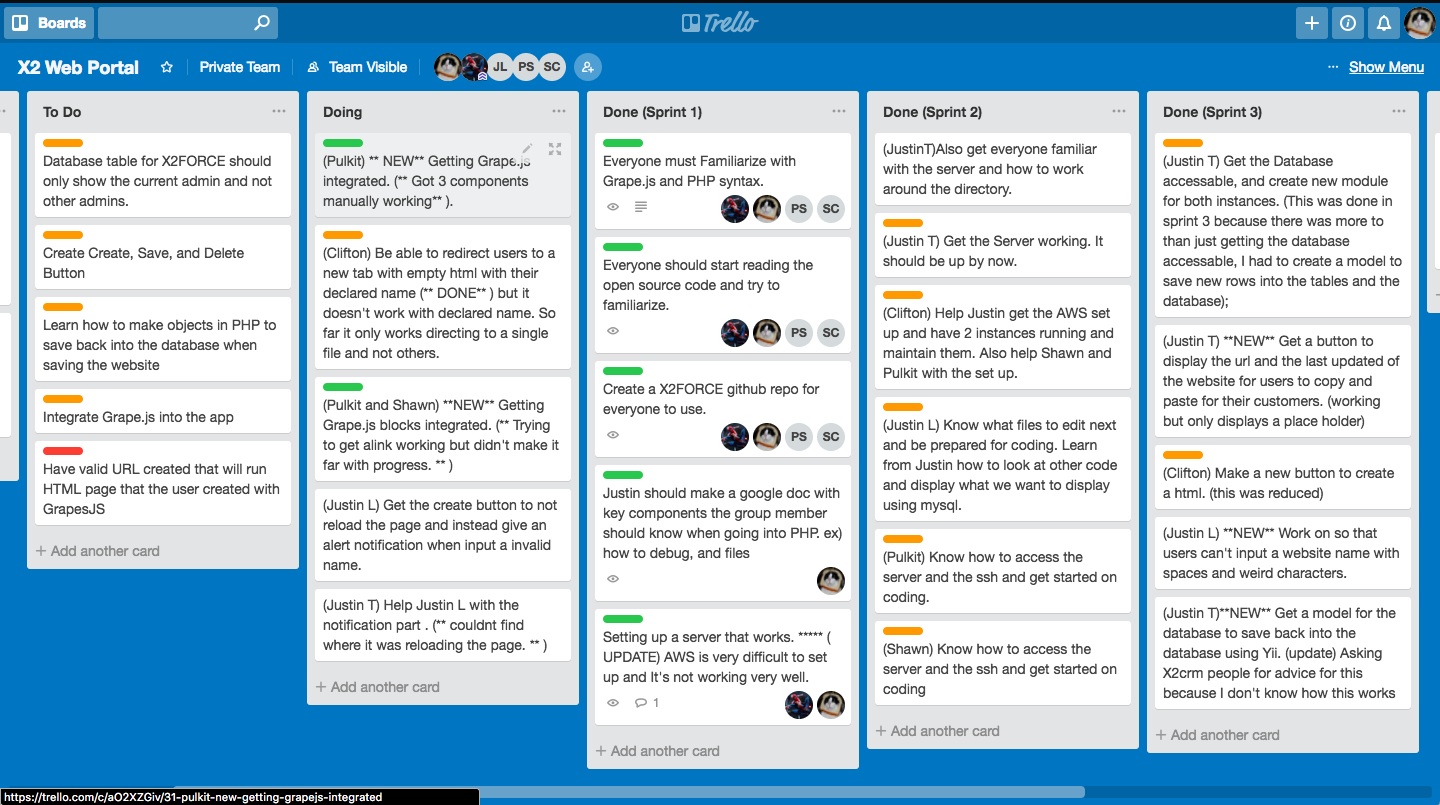 Boards
Trello
X2 Web Portal
Private Team
Team Visible
JL
PS
SC
Show Menu
To Do
Database table for X2FORCE should
only show the current admin and not
other admins.
Create Create, Save, and Delete
Button
Learn how to make objects in PHP to
save back into the database when
saving the website
Integrate Grape.js into the app
Have valid URL created that will run
HTML page that the user created with
GrapesJS
+ Add another card
Doing
(Pulkit) ** NEW** Getting Grape.js
integrated. (** Got 3 components
manually working** ).
(Clifton) Be able to redirect users to a
new tab with empty html with their
declared name (** DONE** ) but it
doesn't work with declared name. So
far it only works directing to a single
file and not others.
(Pulkit and Shawn) **NEW** Getting
Grape.js blocks integrated. (** Trying
to get alink working but didn't make it
far with progress. ** )
(Justin L) Get the create button to not
reload the page and instead give an
alert notification when input a invalid
name.
(Justin T) Help Justin L with the
notification part . (** couldnt find
where it was reloading the page. ** )
+ Add another card
Done (Sprint 1)
Everyone must Familiarize with
Grape.js and PHP syntax.
PS
SC
Everyone should start reading the
open source code and try to
familiarize.
PS
SC
Create a X2FORCE github repo for
everyone to use.
PS
SC
Justin should make a google doc with
key components the group member
should know when going into PHP. ex)
how to debug, and files
Setting up a server that works. ***** (
UPDATE) AWS is very difficult to set
up and It's not working very well.
1
+ Add another card
Done (Sprint 2)
(JustinT)Also get everyone familiar
with the server and how to work
around the directory.
(Justin T) Get the Server working. It
should be up by now.
(Clifton) Help Justin get the AWS set
up and have 2 instances running and
maintain them. Also help Shawn and
Pulkit with the set up.
(Justin L) Know what files to edit next
and be prepared for coding. Learn
from Justin how to look at other code
and display what we want to display
using mysql.
(Pulkit) Know how to access the
server and the ssh and get started on
coding.
(Shawn) Know how to access the
server and the ssh and get started on
coding
+ Add another card
Done (Sprint 3)
(Justin T) Get the Database
accessable, and create new module
for both instances. (This was done in
sprint 3 because there was more to
than just getting the database
accessable, I had to create a model to
save new rows into the tables and the
database);
(Justin T) **NEW** Get a button to
display the url and the last updated of
the website for users to copy and
paste for their customers. (working
but only displays a place holder)
(Clifton) Make a new button to create
a html. (this was reduced)
(Justin L) **NEW** Work on so that
users can't input a website name with
spaces and weird characters.
(Justin T)**NEW** Get a model for the
database to save back into the
database using Yii. (update) Asking
X2crm people for advice for this
because I don't know how this works
+ Add another card
https://trello.com/c/aO2XZGiv/31-pulkit-new-getting-grapejs-integrated